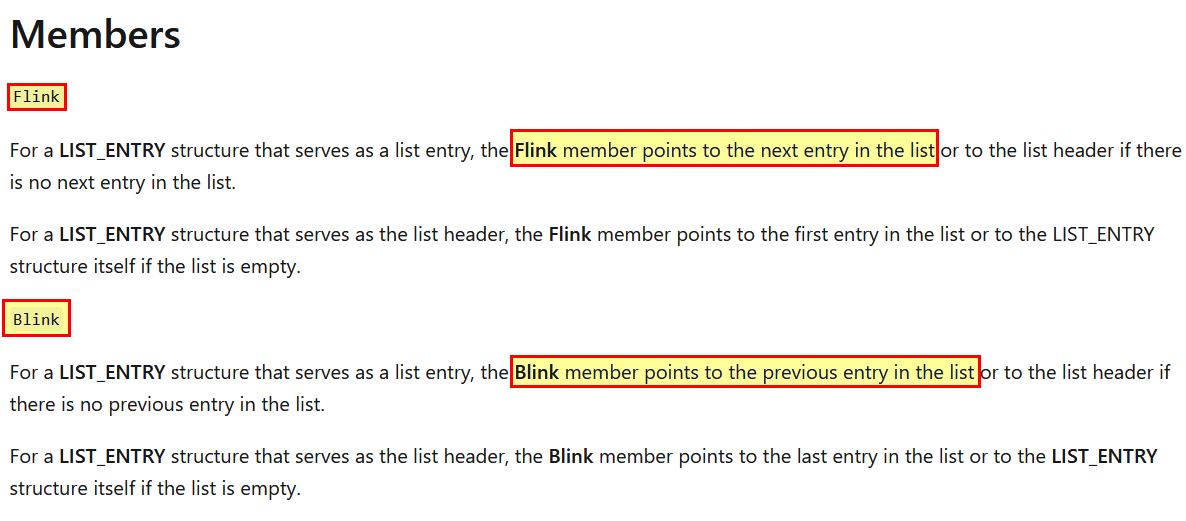 Members
Flink
For a LIST_ENTRY structure that serves as a list entry, the Flink member points to the next entry in the list or to the list header if there
is no next entry in the list.
For a LIST_ENTRY structure that serves as the list header, the Flink member points to the first entry in the list or to the LIST_ENTRY
structure itself if the list is empty.
Blink
For a LIST_ENTRY structure that serves as a list entry, the Blink member points to the previous entry in the list or to the list header if
there is no previous entry in the list.
For a LIST_ENTRY structure that serves as the list header, the Blink member points to the last entry in the list or to the LIST_ENTRY
structure itself if the list is empty.